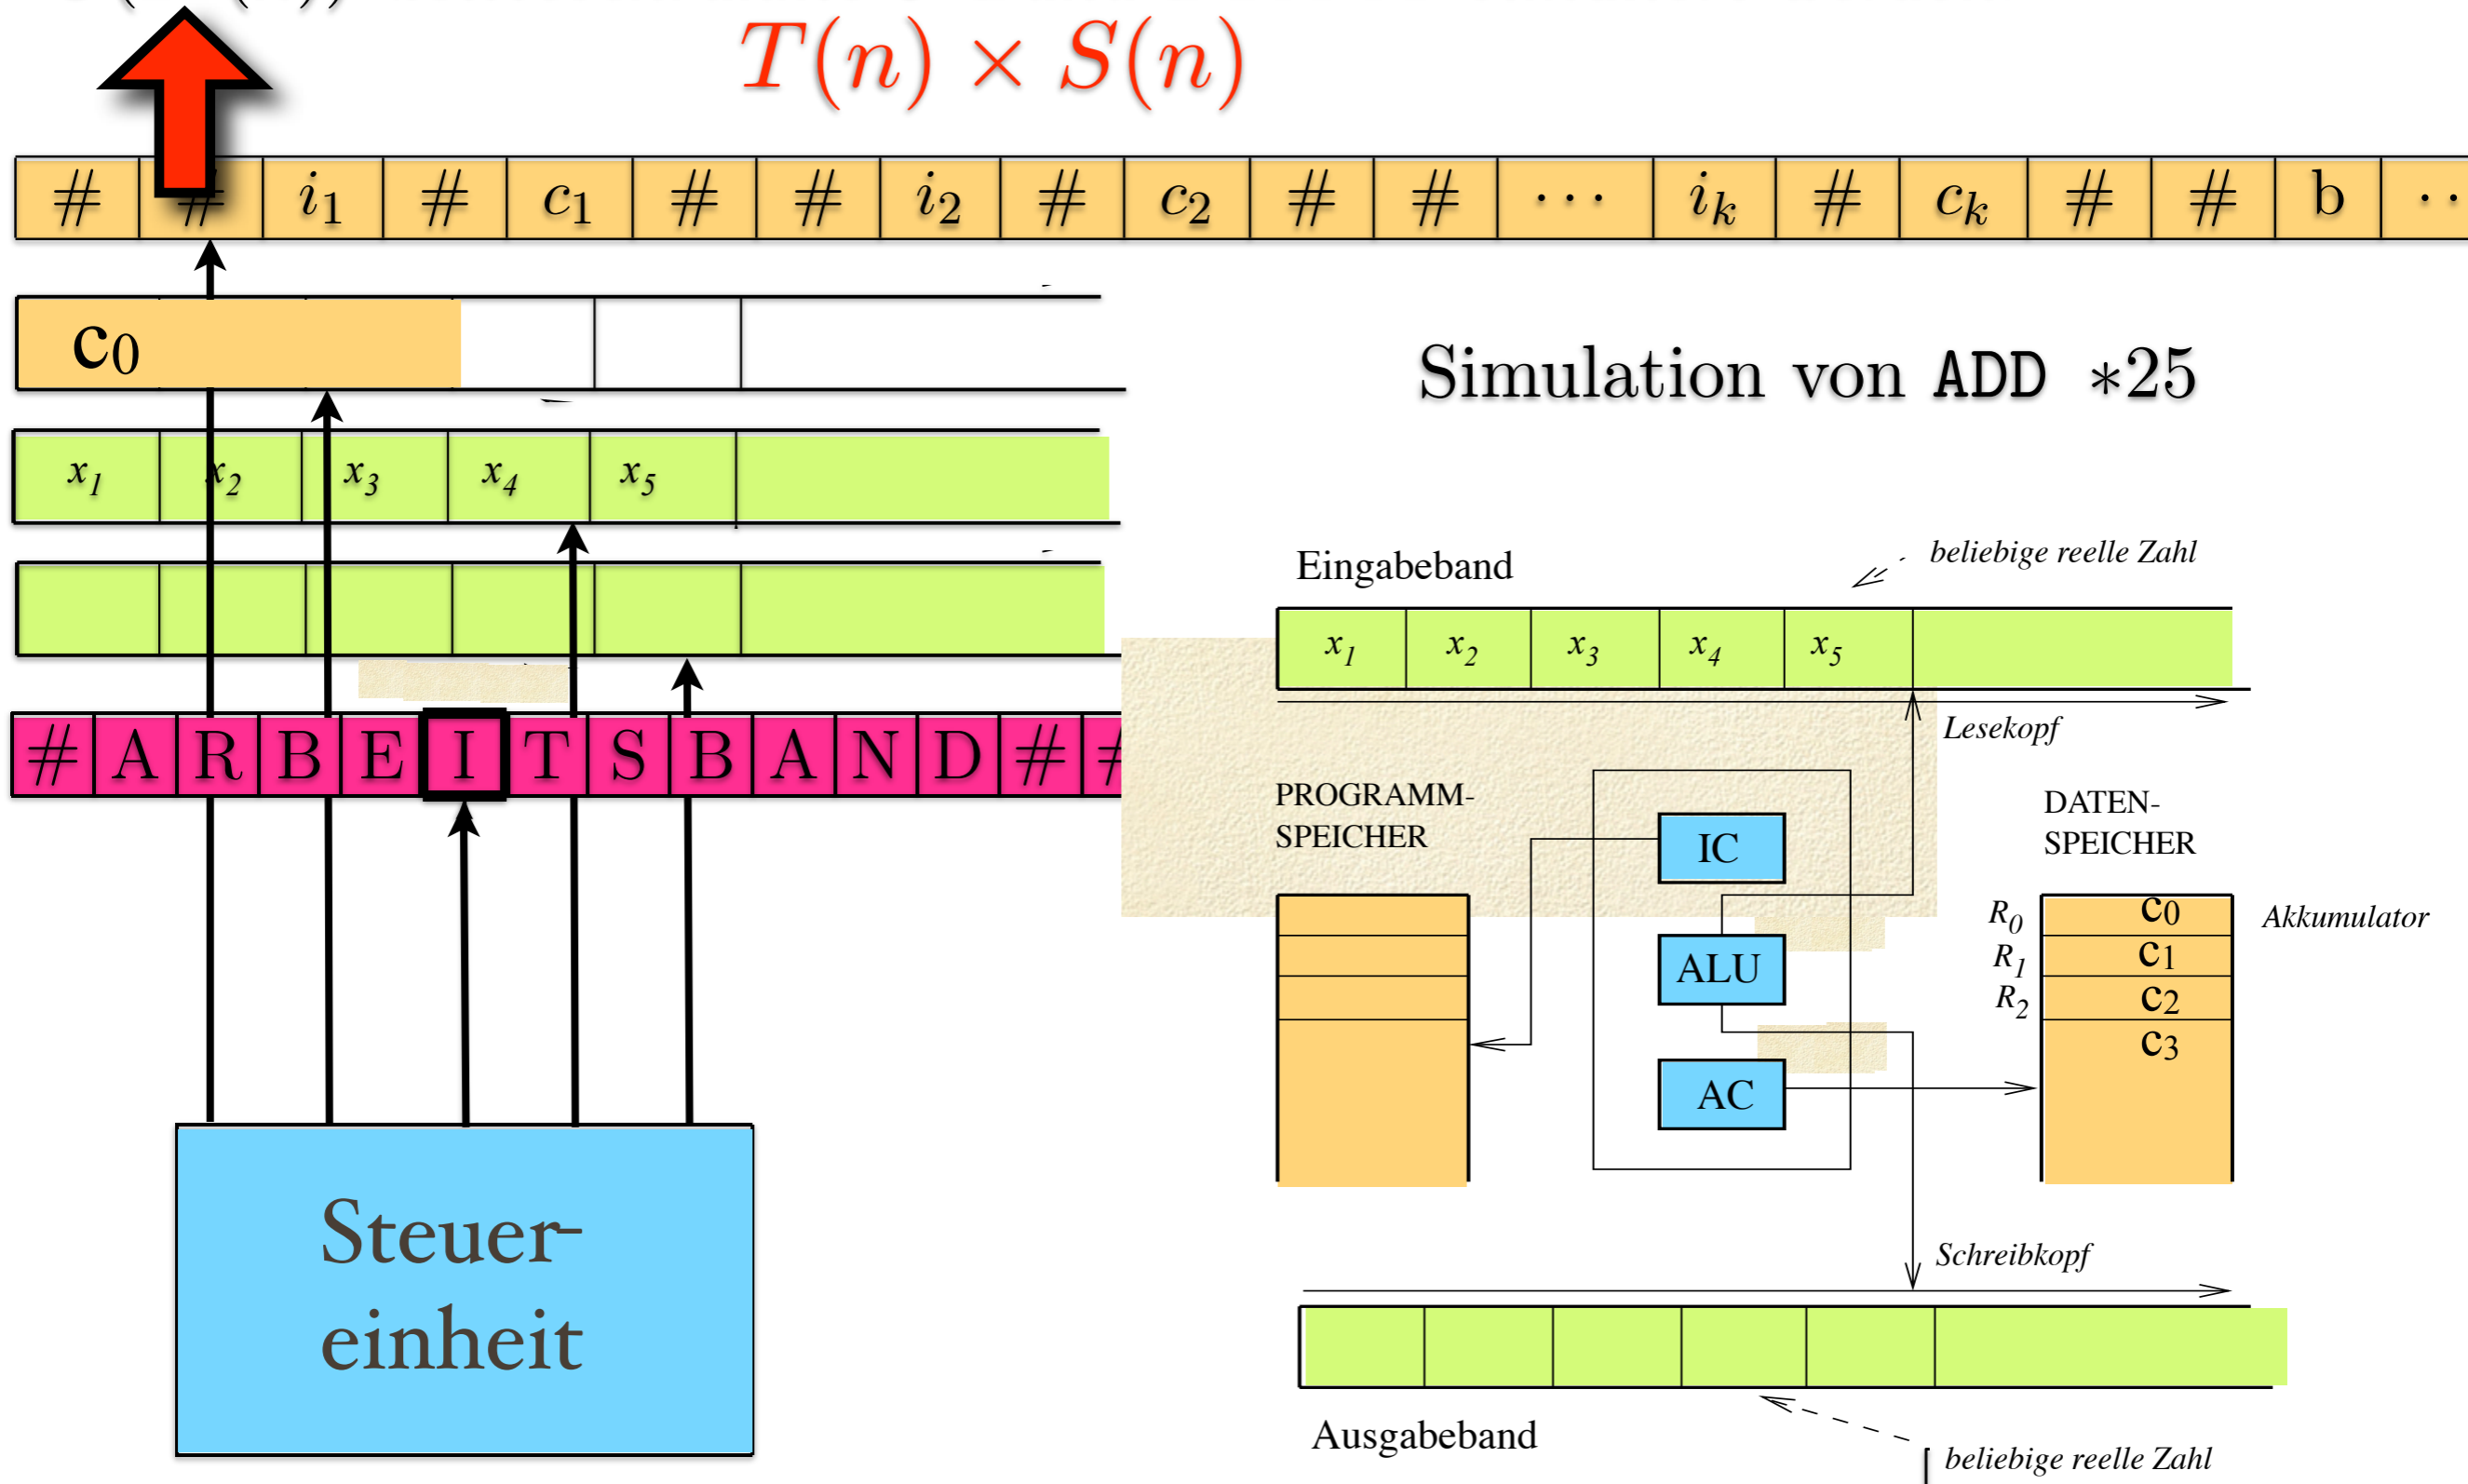 T(n) × S(n)
# # i₁ # c₁ # # i₂ # c₂ # # ··· iₖ # cₖ # # b ··
c₀
Simulation von ADD *25
x₁ x₂ x₃ x₄ x₅
# A R B E I T S B A N D # #
Steuer-
einheit
Eingabeband
beliebige reelle Zahl
x₁ x₂ x₃ x₄ x₅
Lesekopf
PROGRAMM-
SPEICHER
IC
ALU
AC
DATEN-
SPEICHER
R₀ c₀ Akkumulator
R₁ c₁
R₂ c₂
c₃
Schreibkopf
Ausgabeband
beliebige reelle Zahl